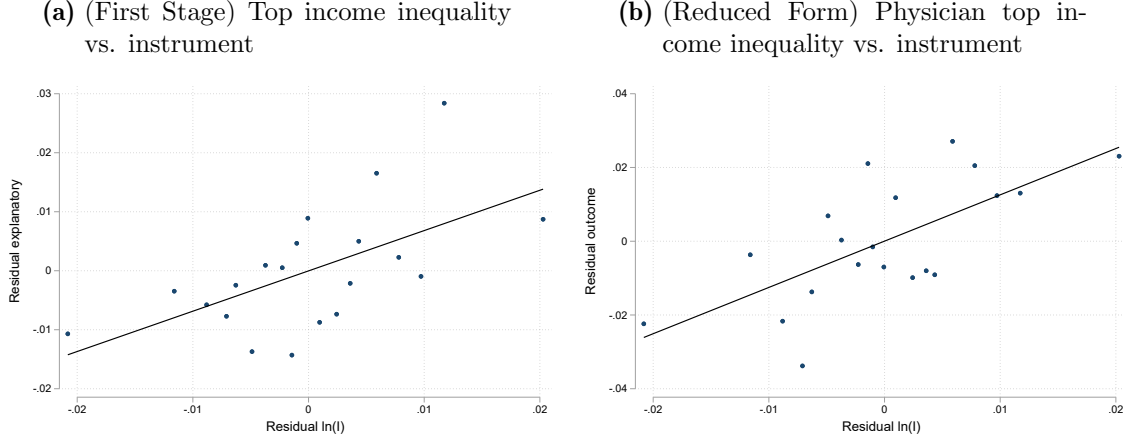 (a) (First Stage) Top income inequality
vs. instrument
.03
.02
.01
0
-.01
-.02
Residual explanatory
-.02
-.01
0
.01
.02
Residual ln(I)
(b) (Reduced Form) Physician top in-
come inequality vs. instrument
.04
.02
0
-.02
-.04
Residual outcome
-.02
-.01
0
.01
.02
Residual ln(I)